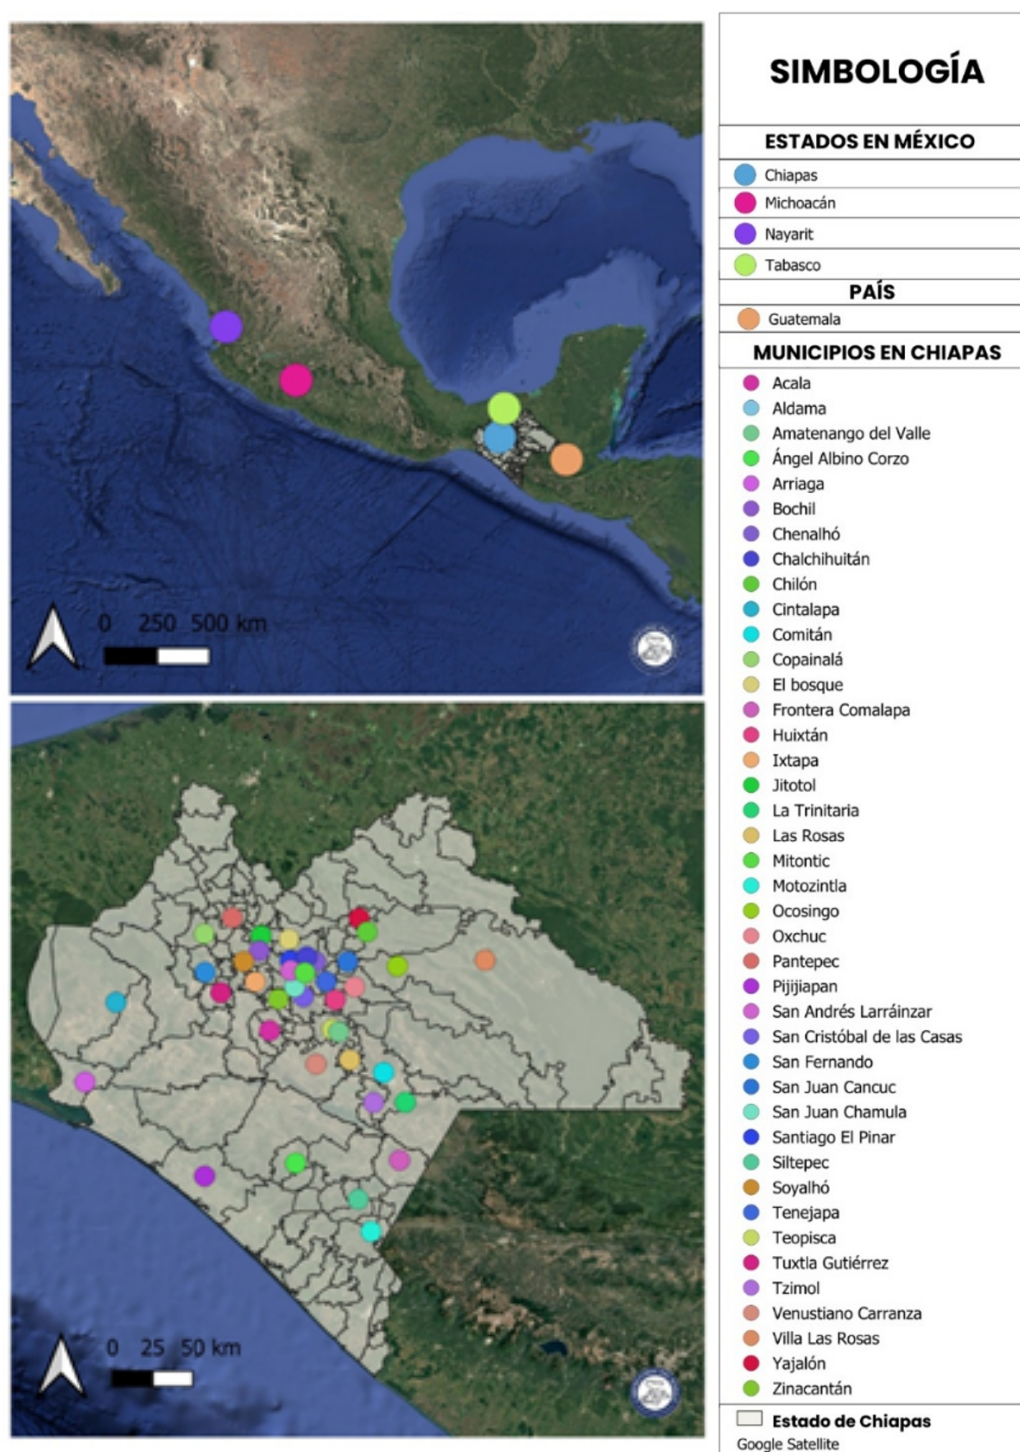 SIMBOLOGÍA
ESTADOS EN MÉXICO
Chiapas
Michoacán
Nayarit
Tabasco
PAÍS
Guatemala
MUNICIPIOS EN CHIAPAS
Acala
Aldama
Amatenango del Valle
Ángel Albino Corzo
Arriaga
Bochil
Chenalhó
Chalchihuitán
Chilón
Cintalapa
Comitán
Copainalá
El bosque
Frontera Comalapa
Huixtán
Ixtapa
Jitotol
La Trinitaria
Las Rosas
Mitontic
Motozintla
Ocosingo
Oxchuc
Pantepec
Pijijiapan
San Andrés Larráinzar
San Cristóbal de las Casas
San Fernando
San Juan Cancuc
San Juan Chamula
Santiago El Pinar
Siltepec
Soyalhó
Tenejapa
Teopisca
Tuxtla Gutiérrez
Tzimol
Venustiano Carranza
Villa Las Rosas
Yajalón
Zinacantán
Estado de Chiapas
Google Satellite
0 250 500 km
0 25 50 km